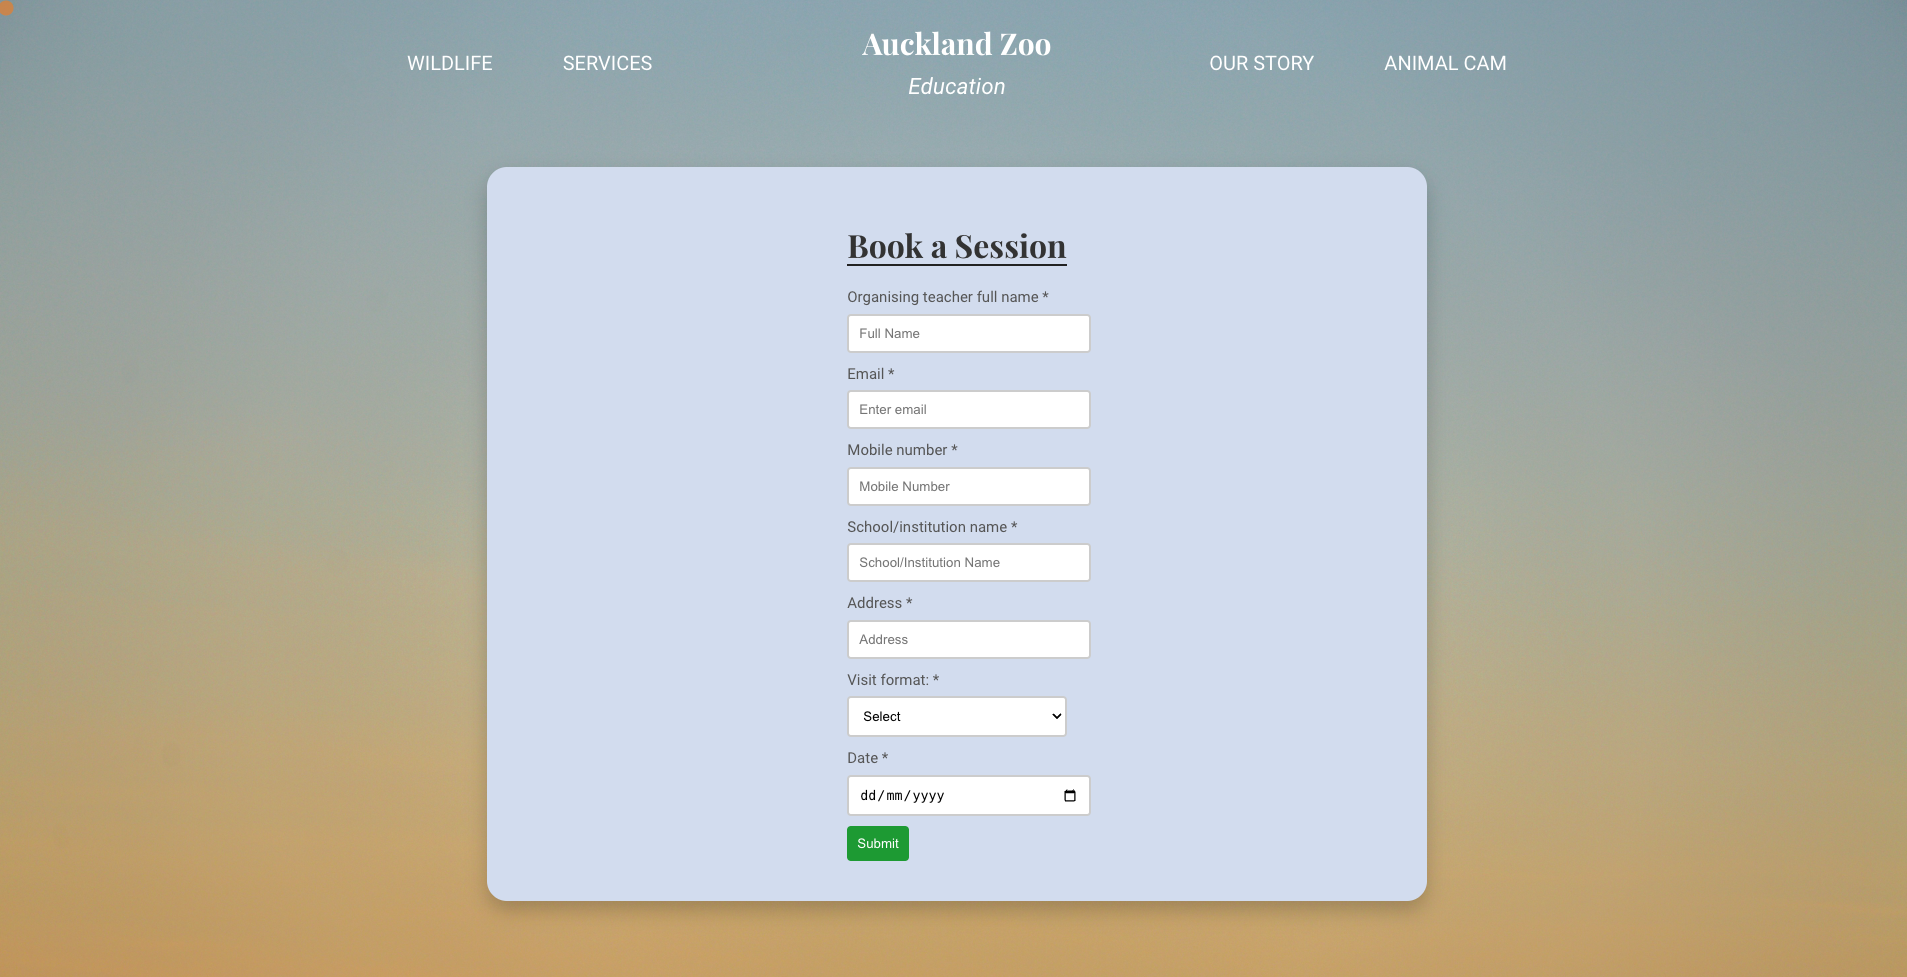 WILDLIFE
SERVICES
Auckland Zoo
Education
OUR STORY
ANIMAL CAM
Book a Session
Organising teacher full name *
Full Name
Email *
Enter email
Mobile number *
Mobile Number
School/institution name *
School/Institution Name
Address *
Address
Visit format: *
Select
Date *
dd/mm/yyyy
Submit